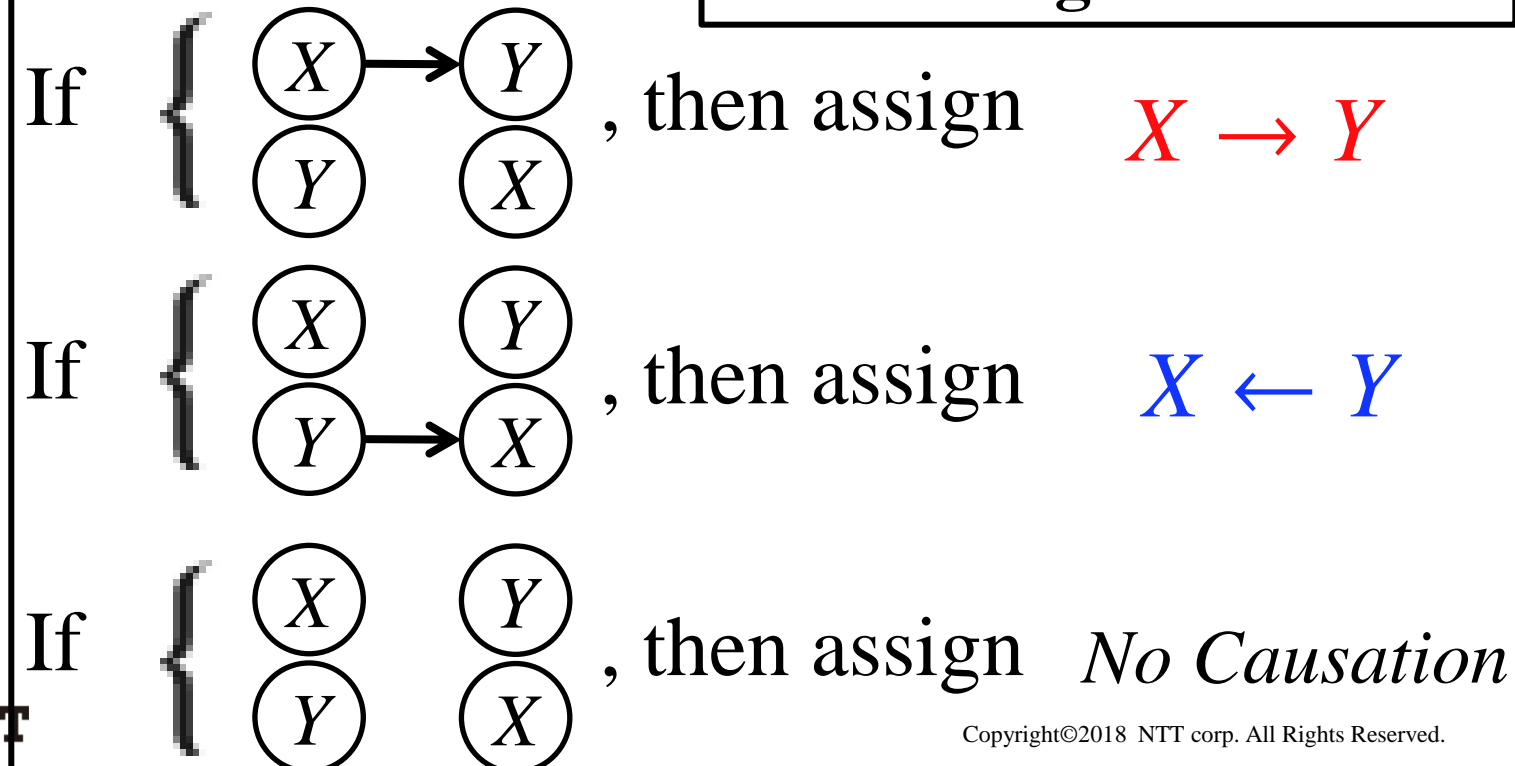 If { X → Y , then assign X → Y
Y X
If { X Y , then assign X ← Y
Y → X
If { X Y , then assign No Causation
Y X
Copyright©2018 NTT corp. All Rights Reserved.